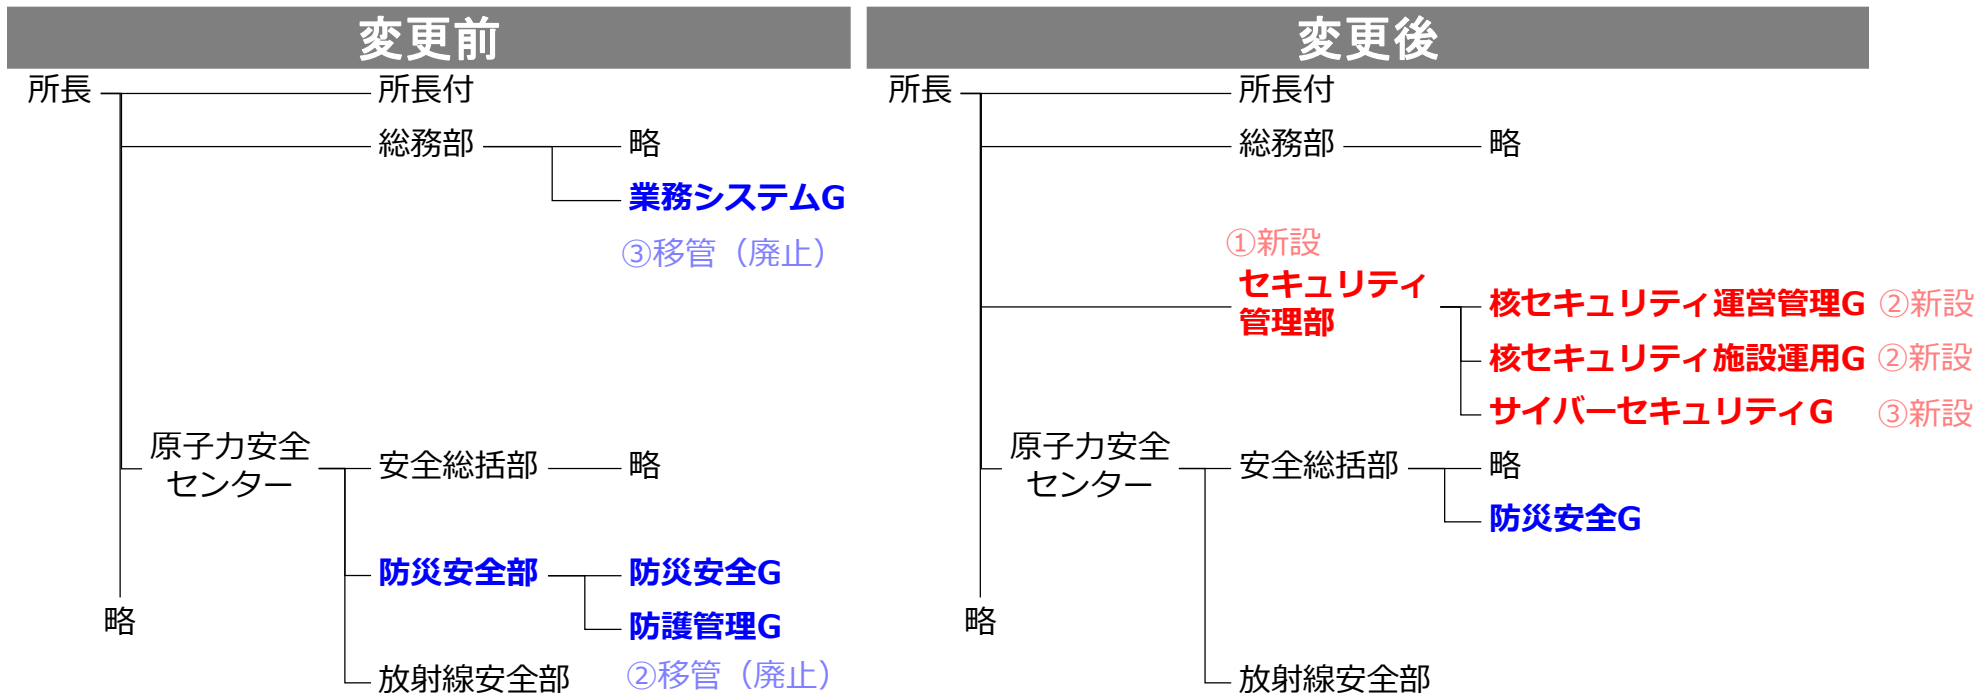 変更前
所長
所長付
総務部
略
業務システムG
③移管（廃止）
原子力安全
センター
安全総括部
略
防災安全部
防災安全G
防護管理G
②移管（廃止）
放射線安全部
略
変更後
所長
所長付
総務部
略
①新設
セキュリティ
管理部
核セキュリティ運営管理G ②新設
核セキュリティ施設運用G ②新設
サイバーセキュリティG ③新設
原子力安全
センター
安全総括部
略
防災安全G
放射線安全部
略